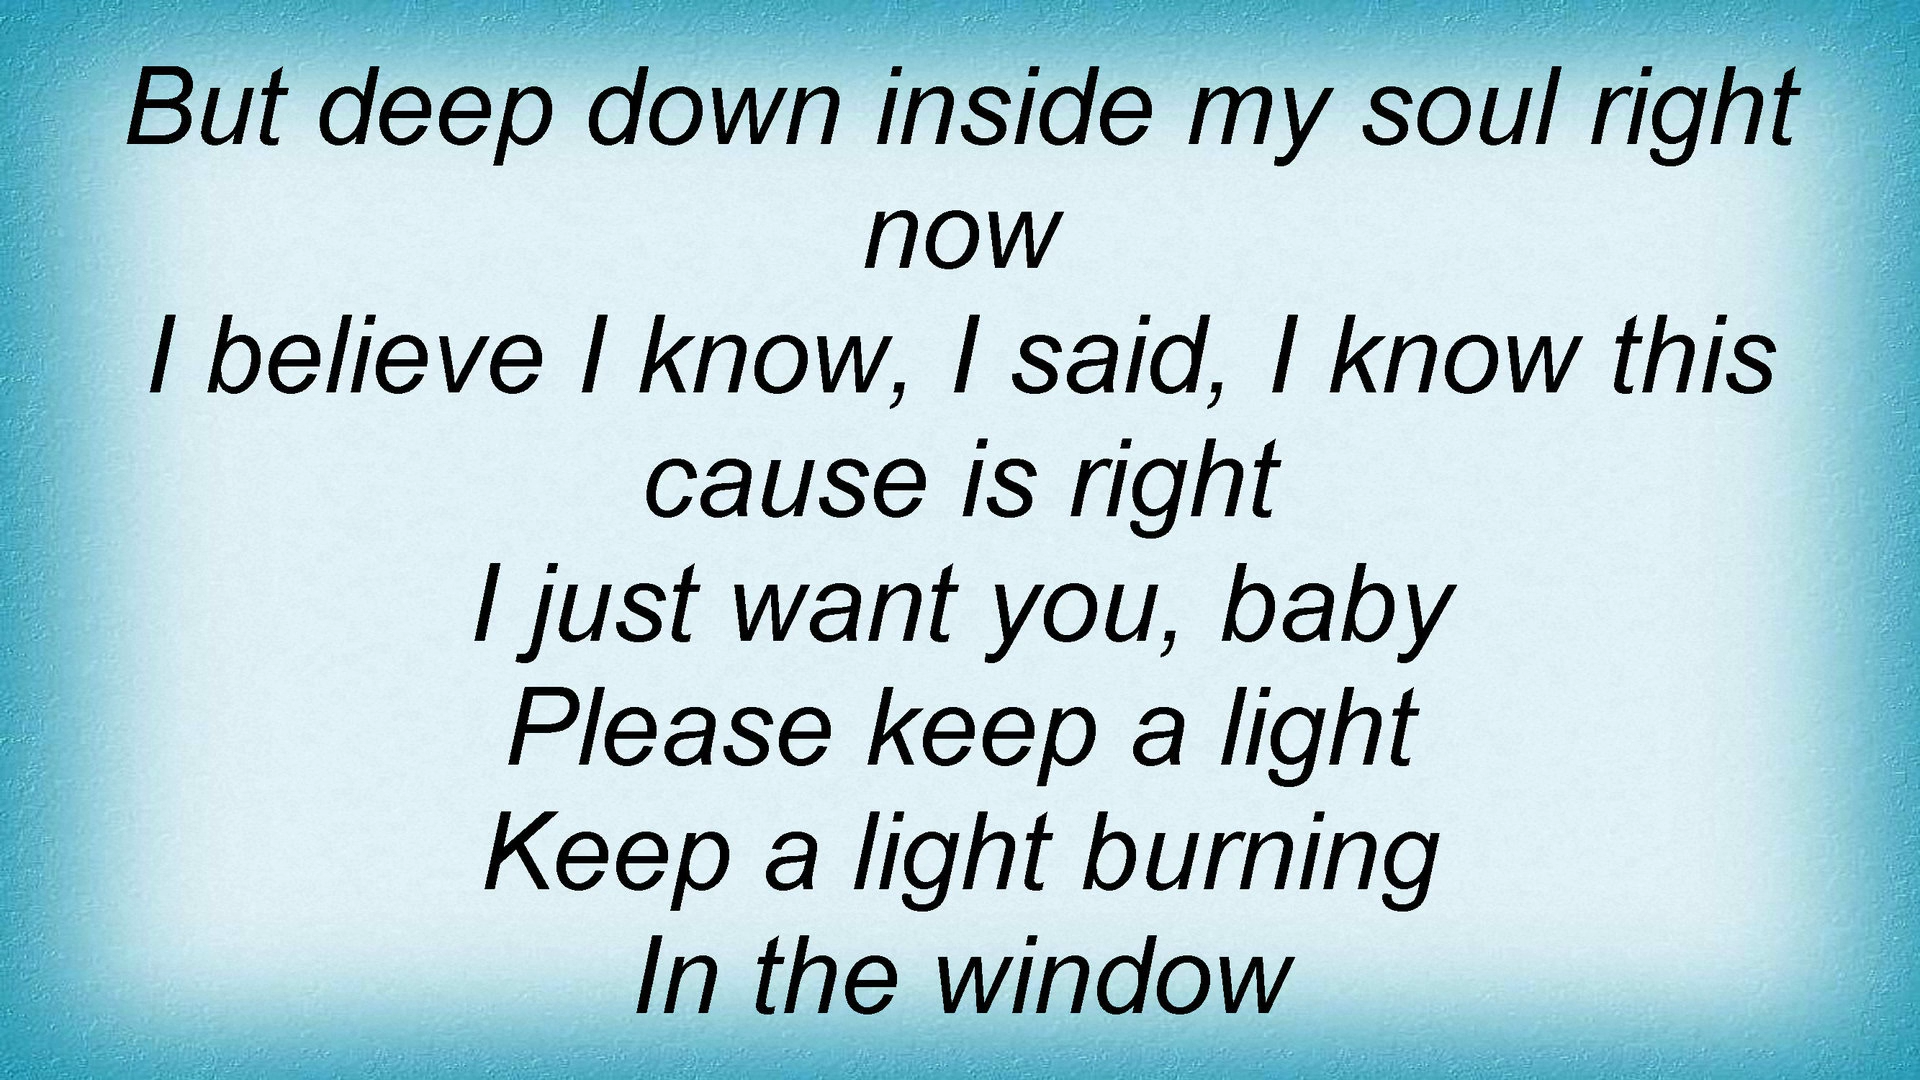 But deep down inside my soul right
now
I believe I know, I said, I know this
cause is right
I just want you, baby
Please keep a light
Keep a light burning
In the window